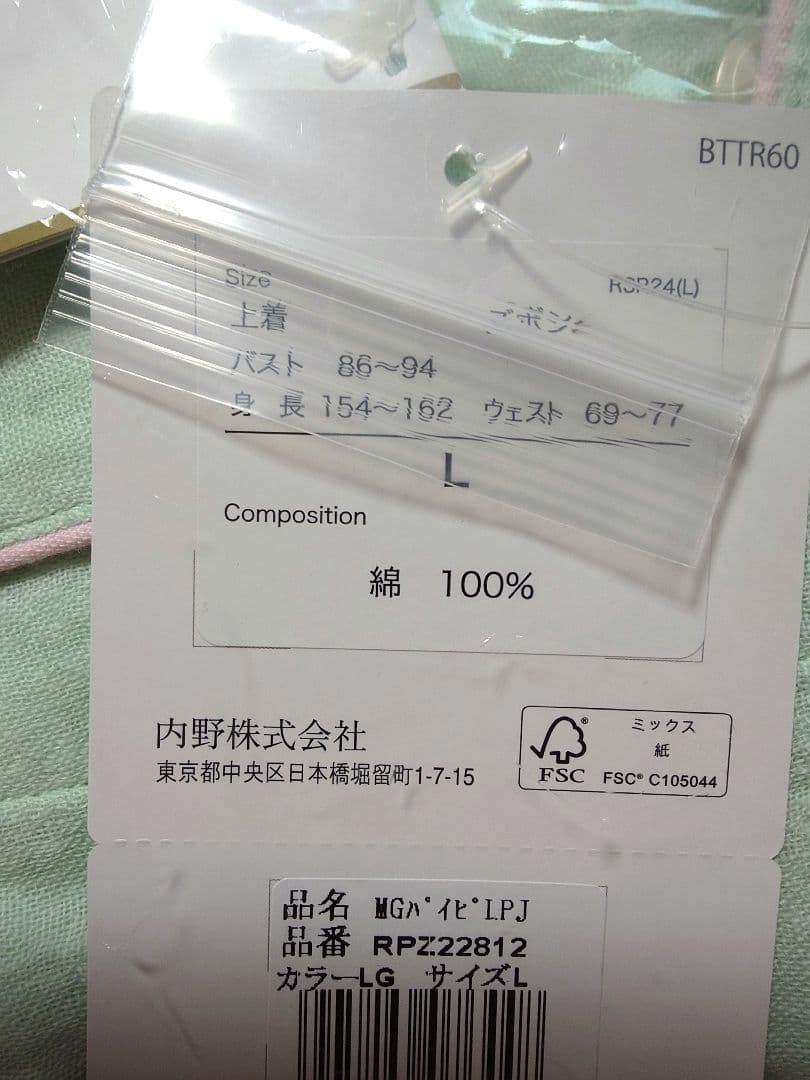 BTTR60
Size
上着
バスト 86～94
身 長 154～162 ウェスト 69～77
L
Composition
綿 100%
内野株式会社
東京都中央区日本橋堀留町1-7-15
ミックス
紙
FSC® C105044
FSC
品名 MGパイピLPJ
品番 RPZ22812
カラーLG サイズL